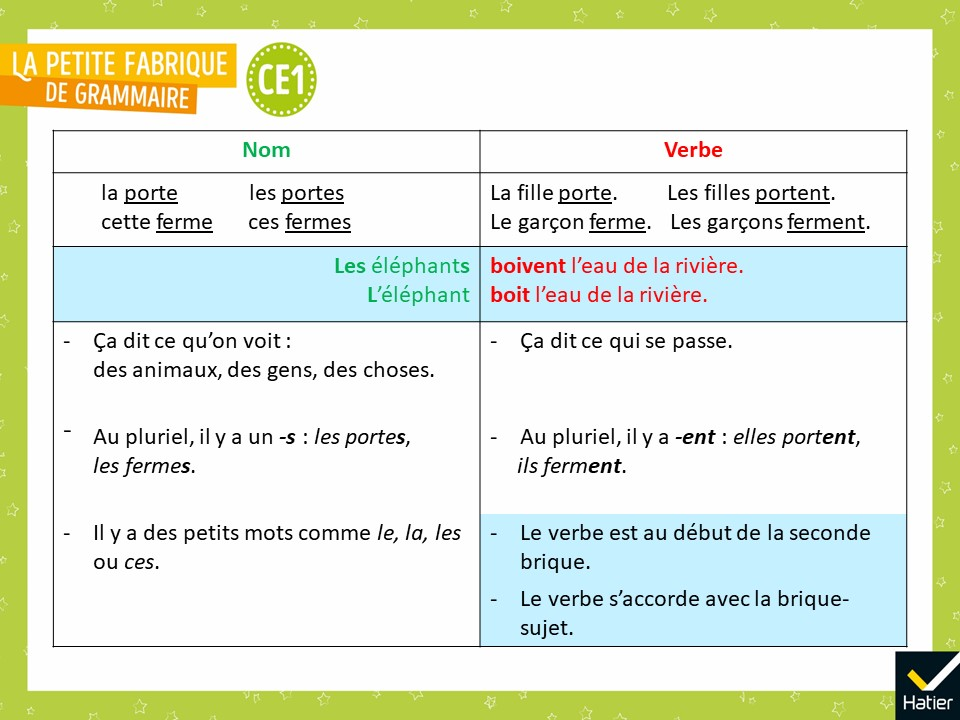 LA PETITE FABRIQUE
DE GRAMMAIRE
CE1
Nom
Verbe
la porte les portes
cette ferme ces fermes
La fille porte. Les filles portent.
Le garçon ferme. Les garçons ferment.
Les éléphants boivent l’eau de la rivière.
L’éléphant boit l’eau de la rivière.
- Ça dit ce qu’on voit :
des animaux, des gens, des choses.
- Ça dit ce qui se passe.
- Au pluriel, il y a un -s : les portes,
les fermes.
- Au pluriel, il y a -ent : elles portent,
ils ferment.
- Il y a des petits mots comme le, la, les
ou ces.
- Le verbe est au début de la seconde
brique.
- Le verbe s’accorde avec la brique-
sujet.
Hatier